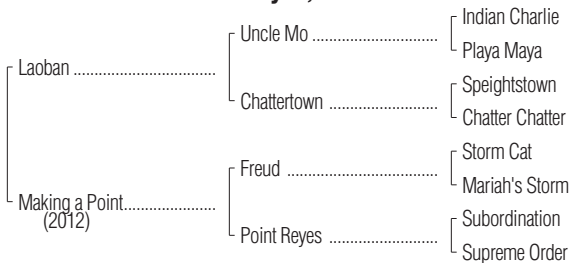 Indian Charlie
Uncle Mo ..................................
Playa Maya
Laoban ......................................
Speightstown
Chattertown .............................
Chatter Chatter
Storm Cat
Freud ........................................
Mariah's Storm
Making a Point........................
(2012)
Subordination
Point Reyes .............................
Supreme Order